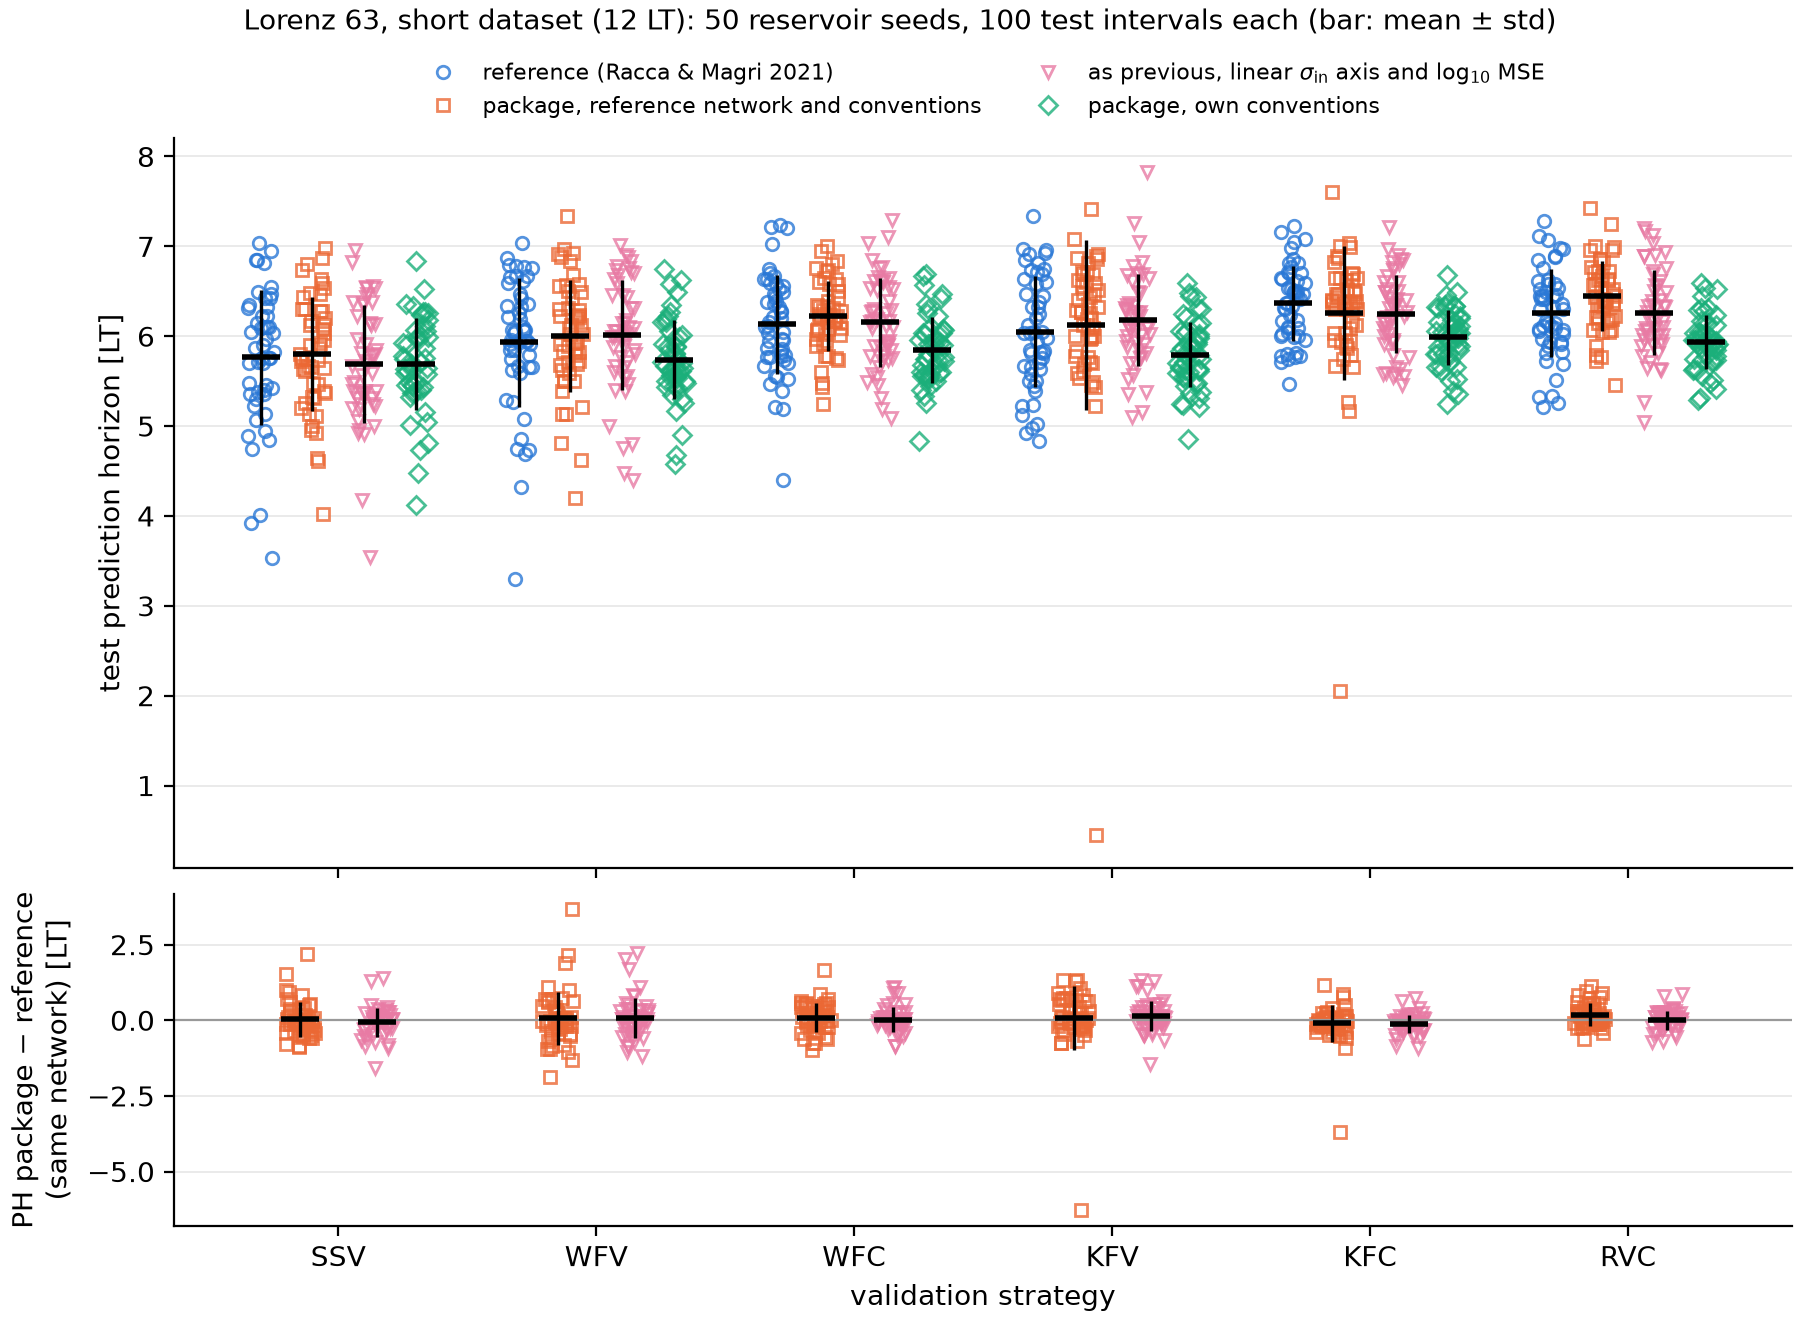 Lorenz 63, short dataset (12 LT): 50 reservoir seeds, 100 test intervals each (bar: mean ± std)
reference (Racca & Magri 2021)
package, reference network and conventions
as previous, linear σ_in axis and log₁₀ MSE
package, own conventions
test prediction horizon [LT]
8
7
6
5
4
3
2
1
PH package − reference
(same network) [LT]
2.5
0.0
−2.5
−5.0
SSV
WFV
WFC
KFV
KFC
RVC
validation strategy